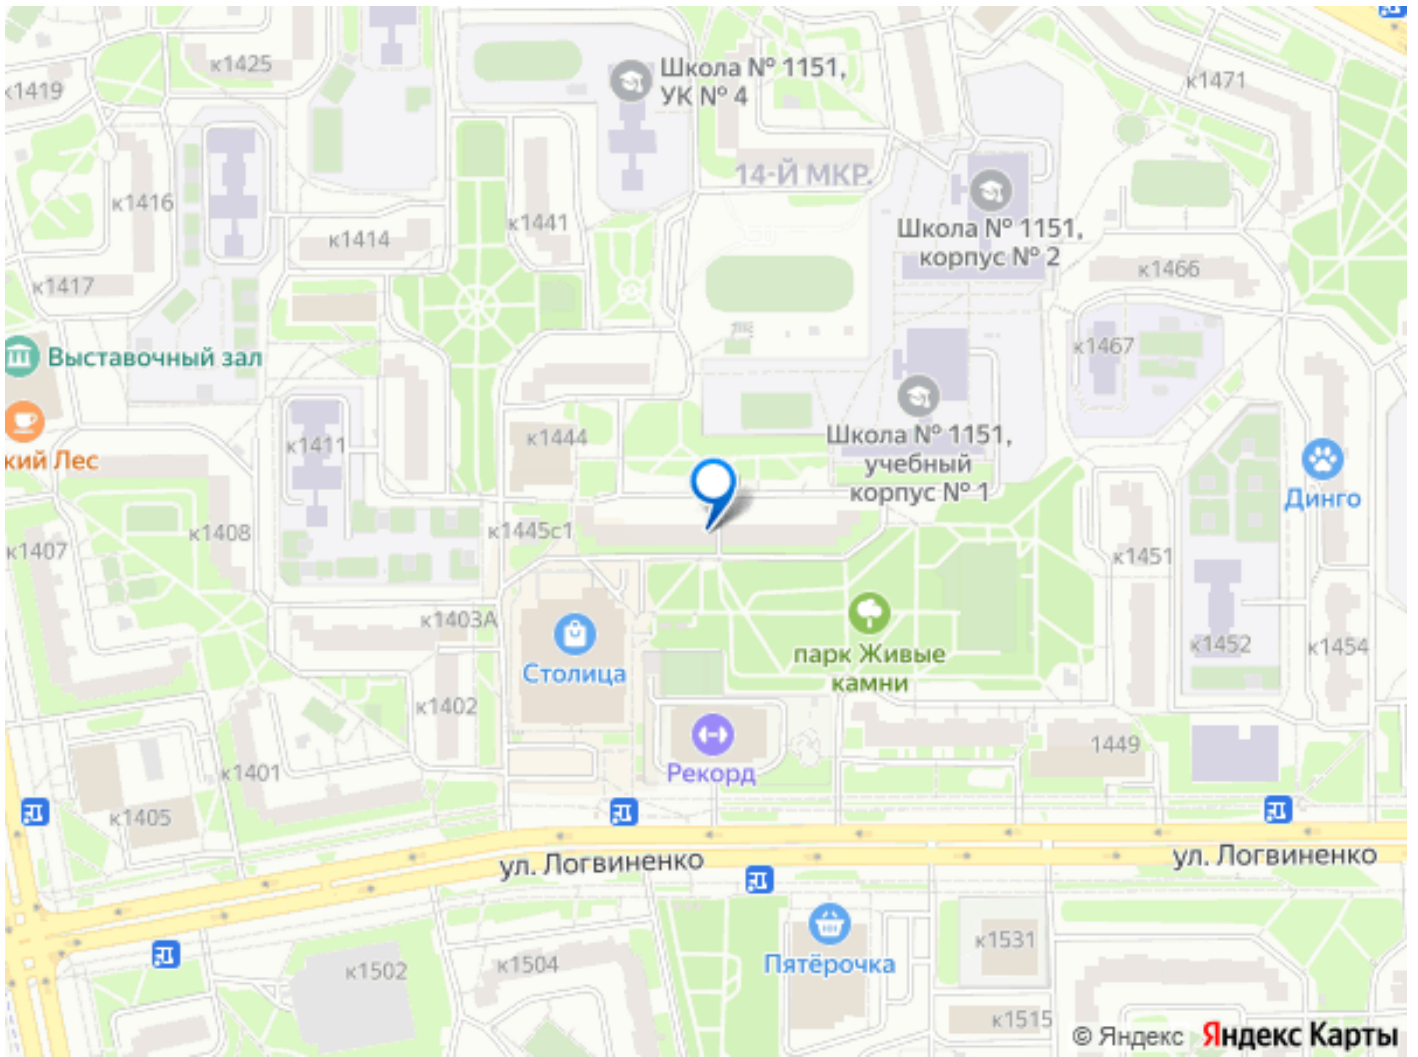 к1425
Школа № 1151,
УК № 4
к1419
к1471
14-Й МКР.
к1416
к1441
к1414
Школа № 1151,
корпус № 2
к1466
к1417
Выставочный зал
к1467
кий Лес
к1411
к1444
Школа № 1151,
учебный
корпус № 1
Динго
к1408
к1445с1
к1407
к1451
к1403А
Столица
парк Живые
камни
к1452
к1454
к1402
1449
к1401
Рекорд
к1405
ул. Логвиненко
ул. Логвиненко
к1531
Пятёрочка
к1502
к1504
к1515
© Яндекс Яндекс Карты